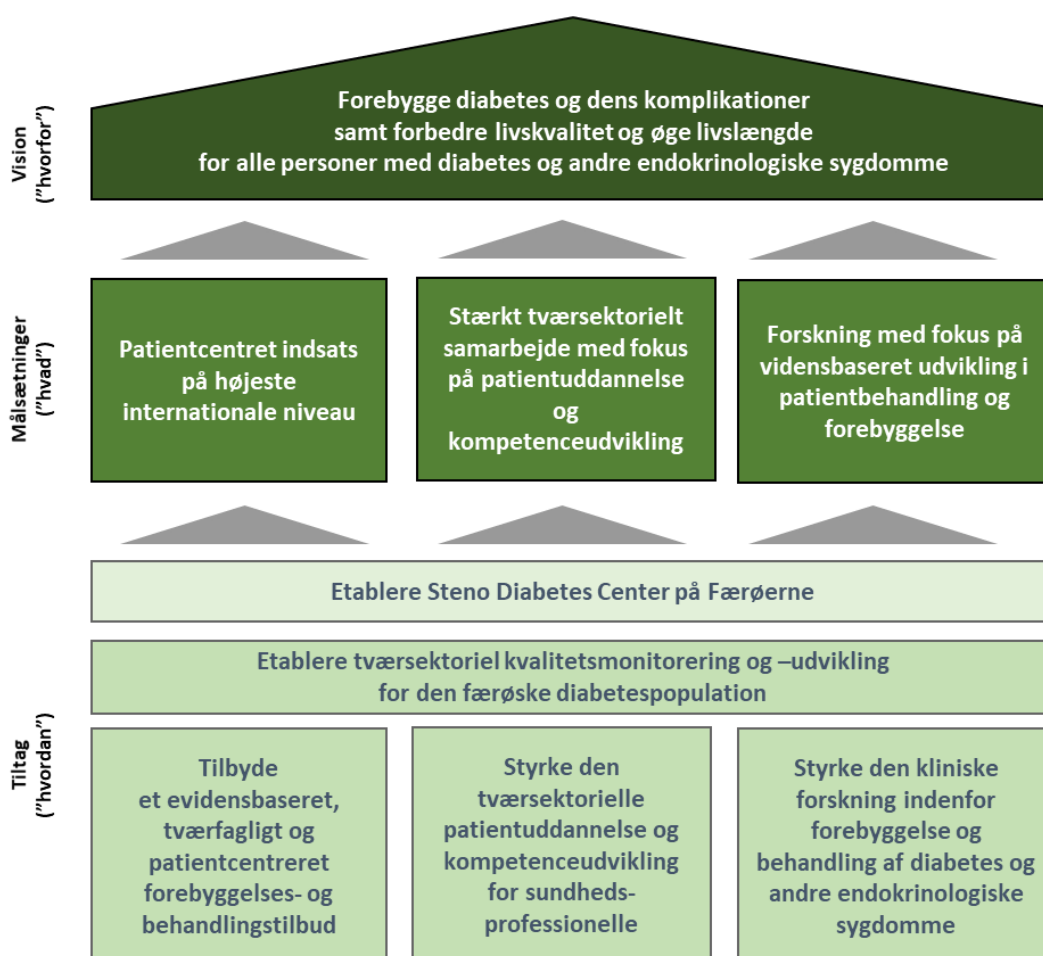 Vision
("hvorfor")
Forebygge diabetes og dens komplikationer
samt forbedre livskvalitet og øge livslængde
for alle personer med diabetes og andre endokrinologiske sygdomme
Målsætninger
("hvad")
Patientcentret indsats
på højeste
internationale niveau
Stærkt tværsektorielt
samarbejde med fokus
på patientuddannelse
og
kompetenceudvikling
Forskning med fokus på
vidensbaseret udvikling i
patientbehandling og
forebyggelse
Tiltag
("hvordan")
Etablere Steno Diabetes Center på Færøerne
Etablere tværsektoriel kvalitetsmonitorering og –udvikling
for den færøske diabetespopulation
Tilbyde
et evidensbaseret,
tværfagligt og
patientcentreret
forebyggelses- og
behandlingstilbud
Styrke den
tværsektorielle
patientuddannelse og
kompetenceudvikling
for sundheds-
professionelle
Styrke den kliniske
forskning indenfor
forebyggelse og
behandling af diabetes og
andre endokrinologiske
sygdomme